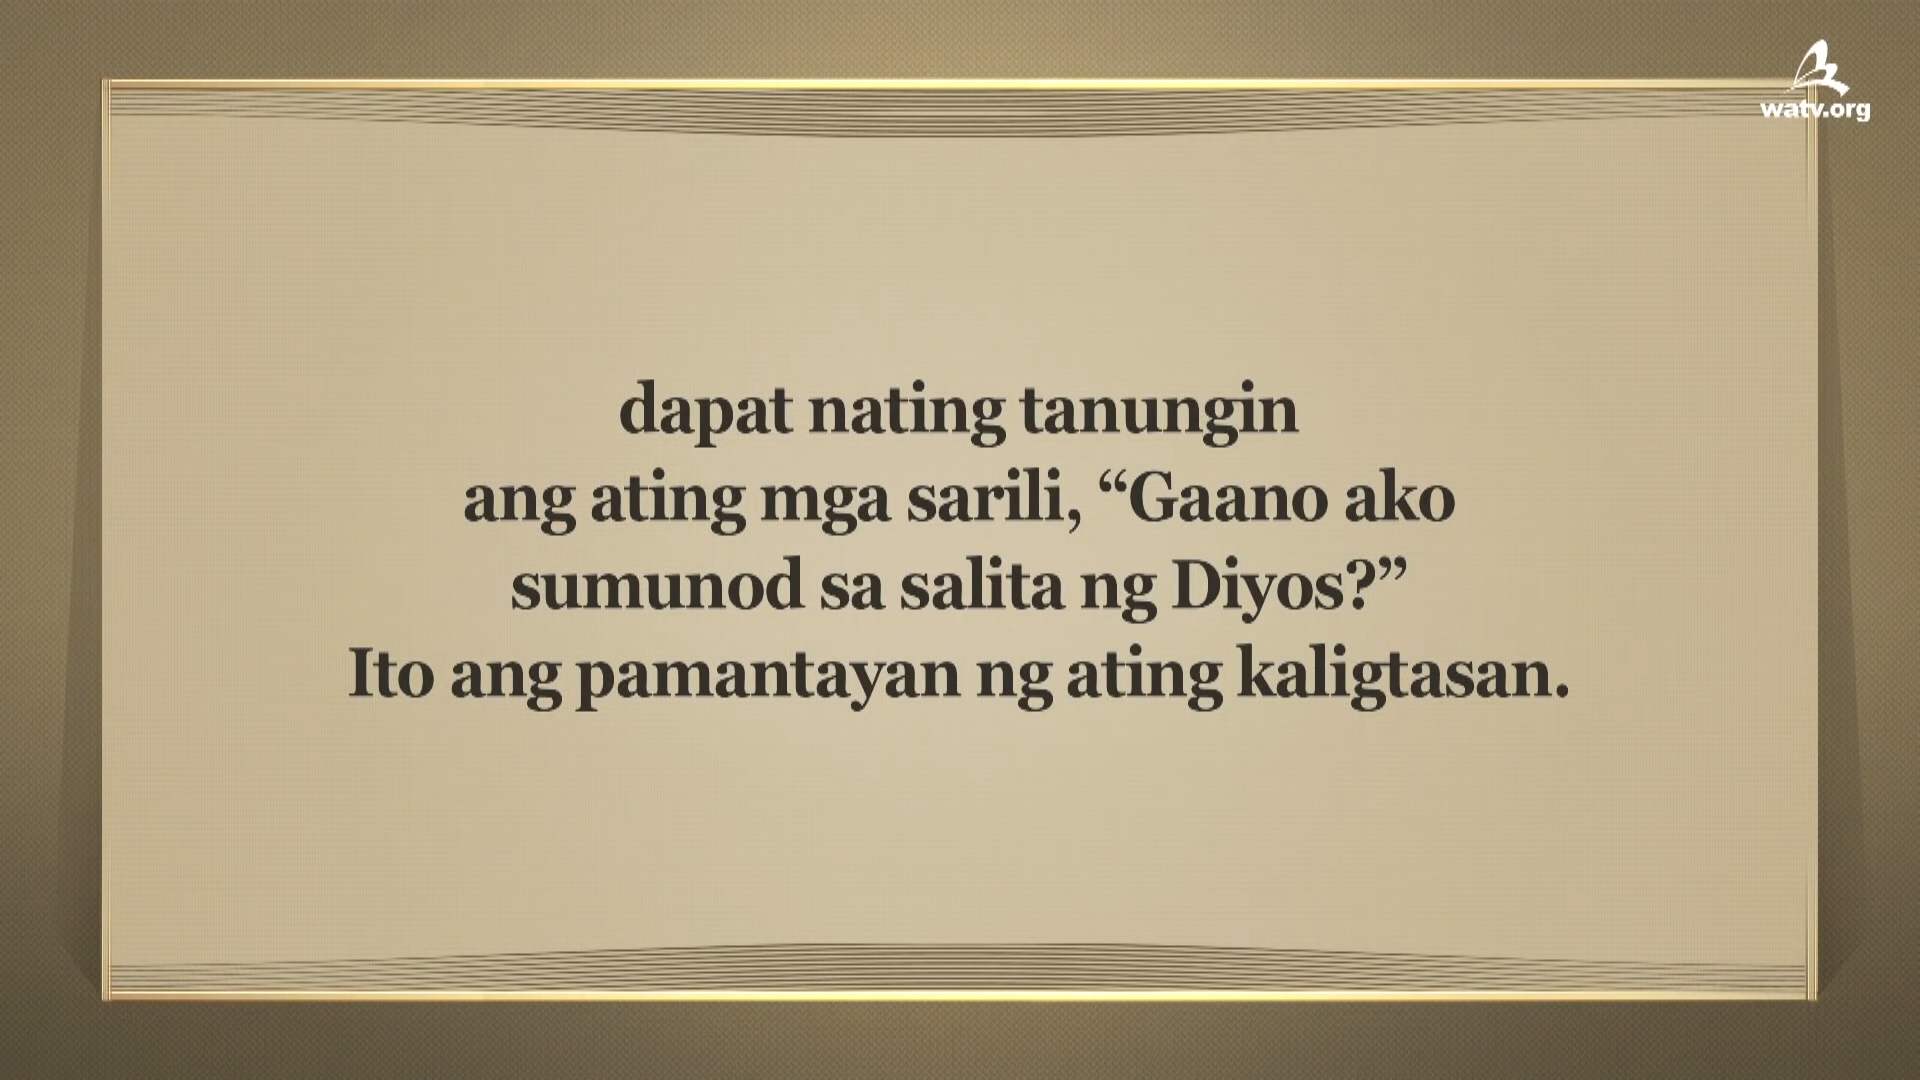 watv.org
dapat nating tanungin
ang ating mga sarili, “Gaano ako
sumunod sa salita ng Diyos?”
Ito ang pamantayan ng ating kaligtasan.